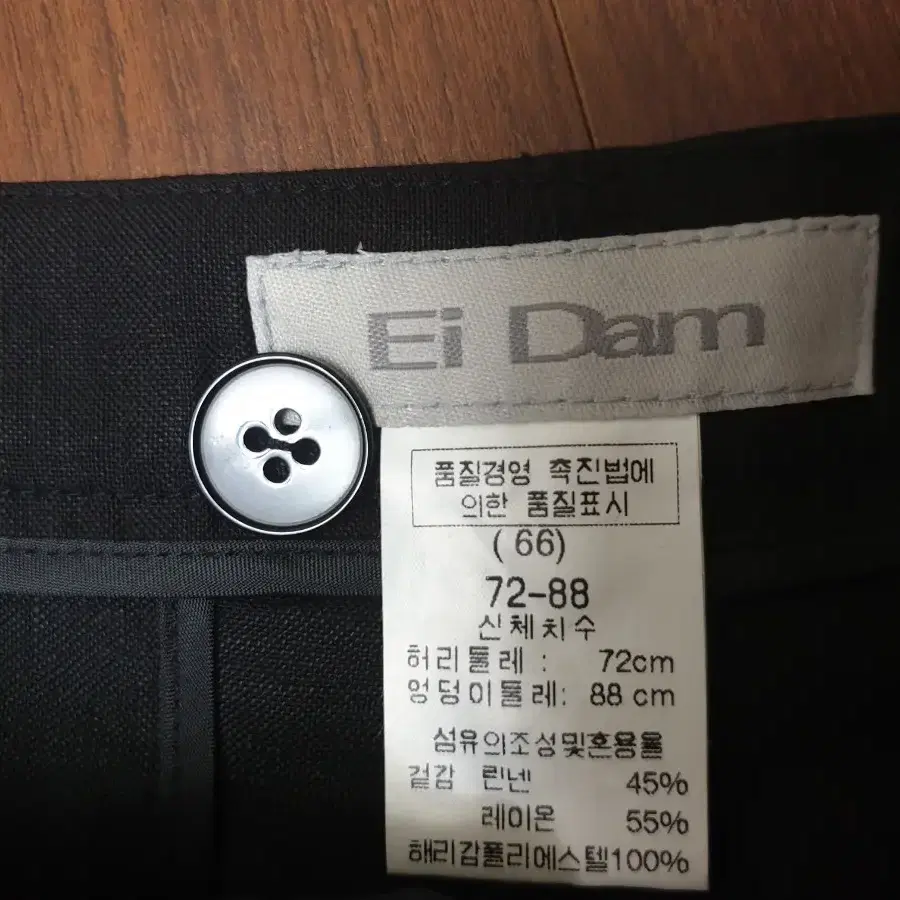 Ei Dam
품질경영 촉진법에
의한 품질표시
(66)
72-88
신체치수
허리둘레 : 72cm
엉덩이둘레: 88 cm
섬유의조성및혼용율
겉감 린넨 45%
레이온 55%
해리감폴리에스텔100%